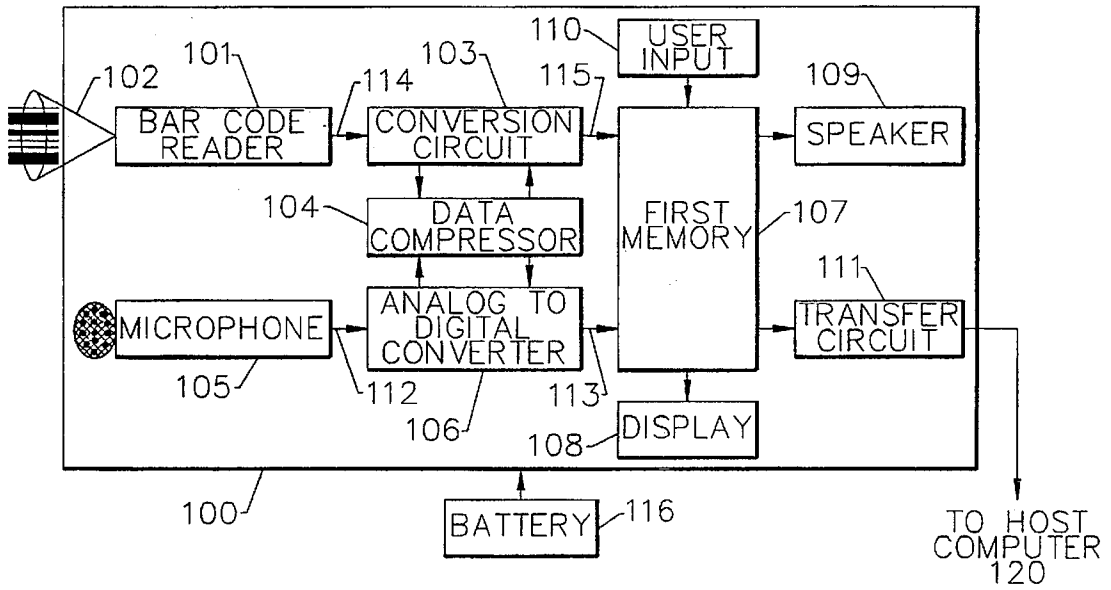 110
USER
INPUT
102
101
114
103
115
109
BAR CODE
READER
CONVERSION
CIRCUIT
SPEAKER
104
DATA
COMPRESSOR
FIRST
MEMORY
107
111
MICROPHONE
ANALOG TO
DIGITAL
CONVERTER
TRANSFER
CIRCUIT
105
112
106
113
108
DISPLAY
100
BATTERY
116
TO HOST
COMPUTER
120